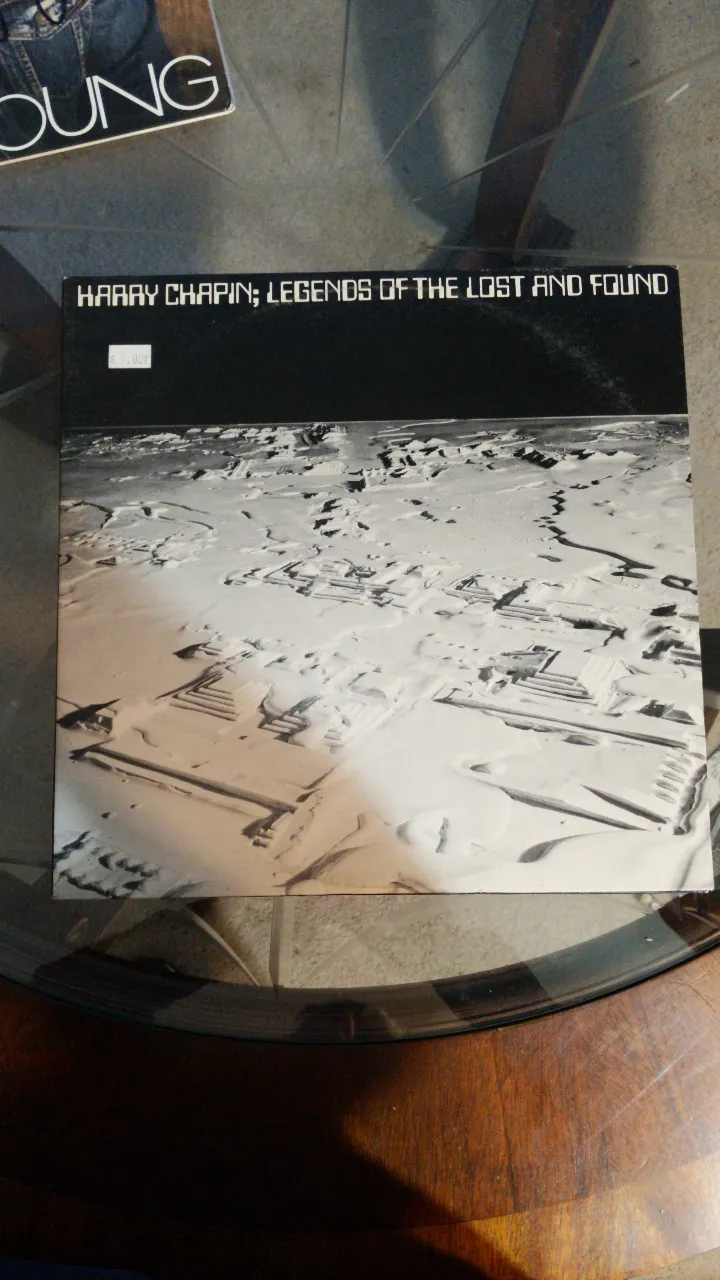 OUNG
HARRY CHAPIN; LEGENDS OF THE LOST AND FOUND